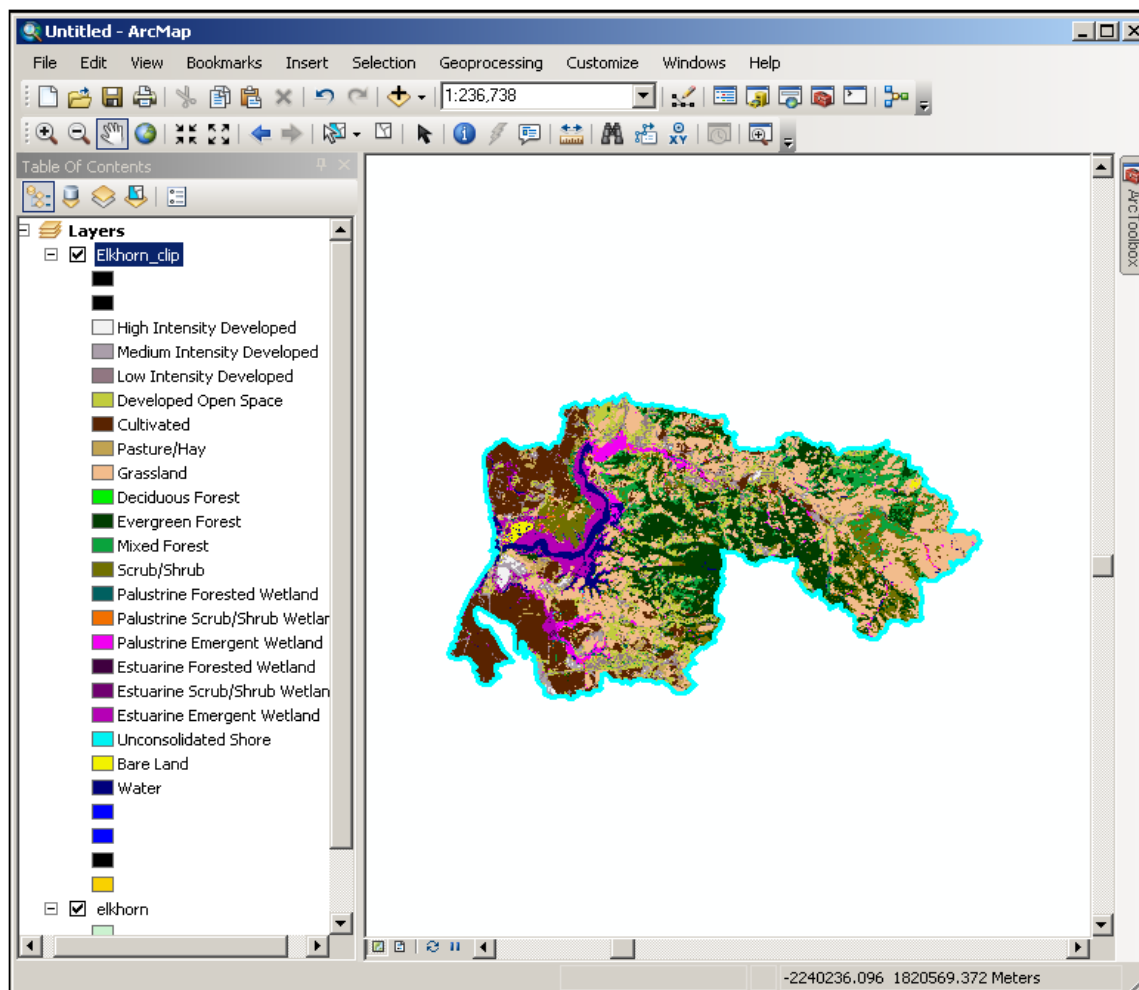 Untitled - ArcMap
File Edit View Bookmarks Insert Selection Geoprocessing Customize Windows Help
1:236,738
XY
Table Of Contents
Layers
Elkhorn_clip
High Intensity Developed
Medium Intensity Developed
Low Intensity Developed
Developed Open Space
Cultivated
Pasture/Hay
Grassland
Deciduous Forest
Evergreen Forest
Mixed Forest
Scrub/Shrub
Palustrine Forested Wetland
Palustrine Scrub/Shrub Wetlar
Palustrine Emergent Wetland
Estuarine Forested Wetland
Estuarine Scrub/Shrub Wetlan
Estuarine Emergent Wetland
Unconsolidated Shore
Bare Land
Water
elkhorn
ArcToolbox
-2240236.096 1820569.372 Meters